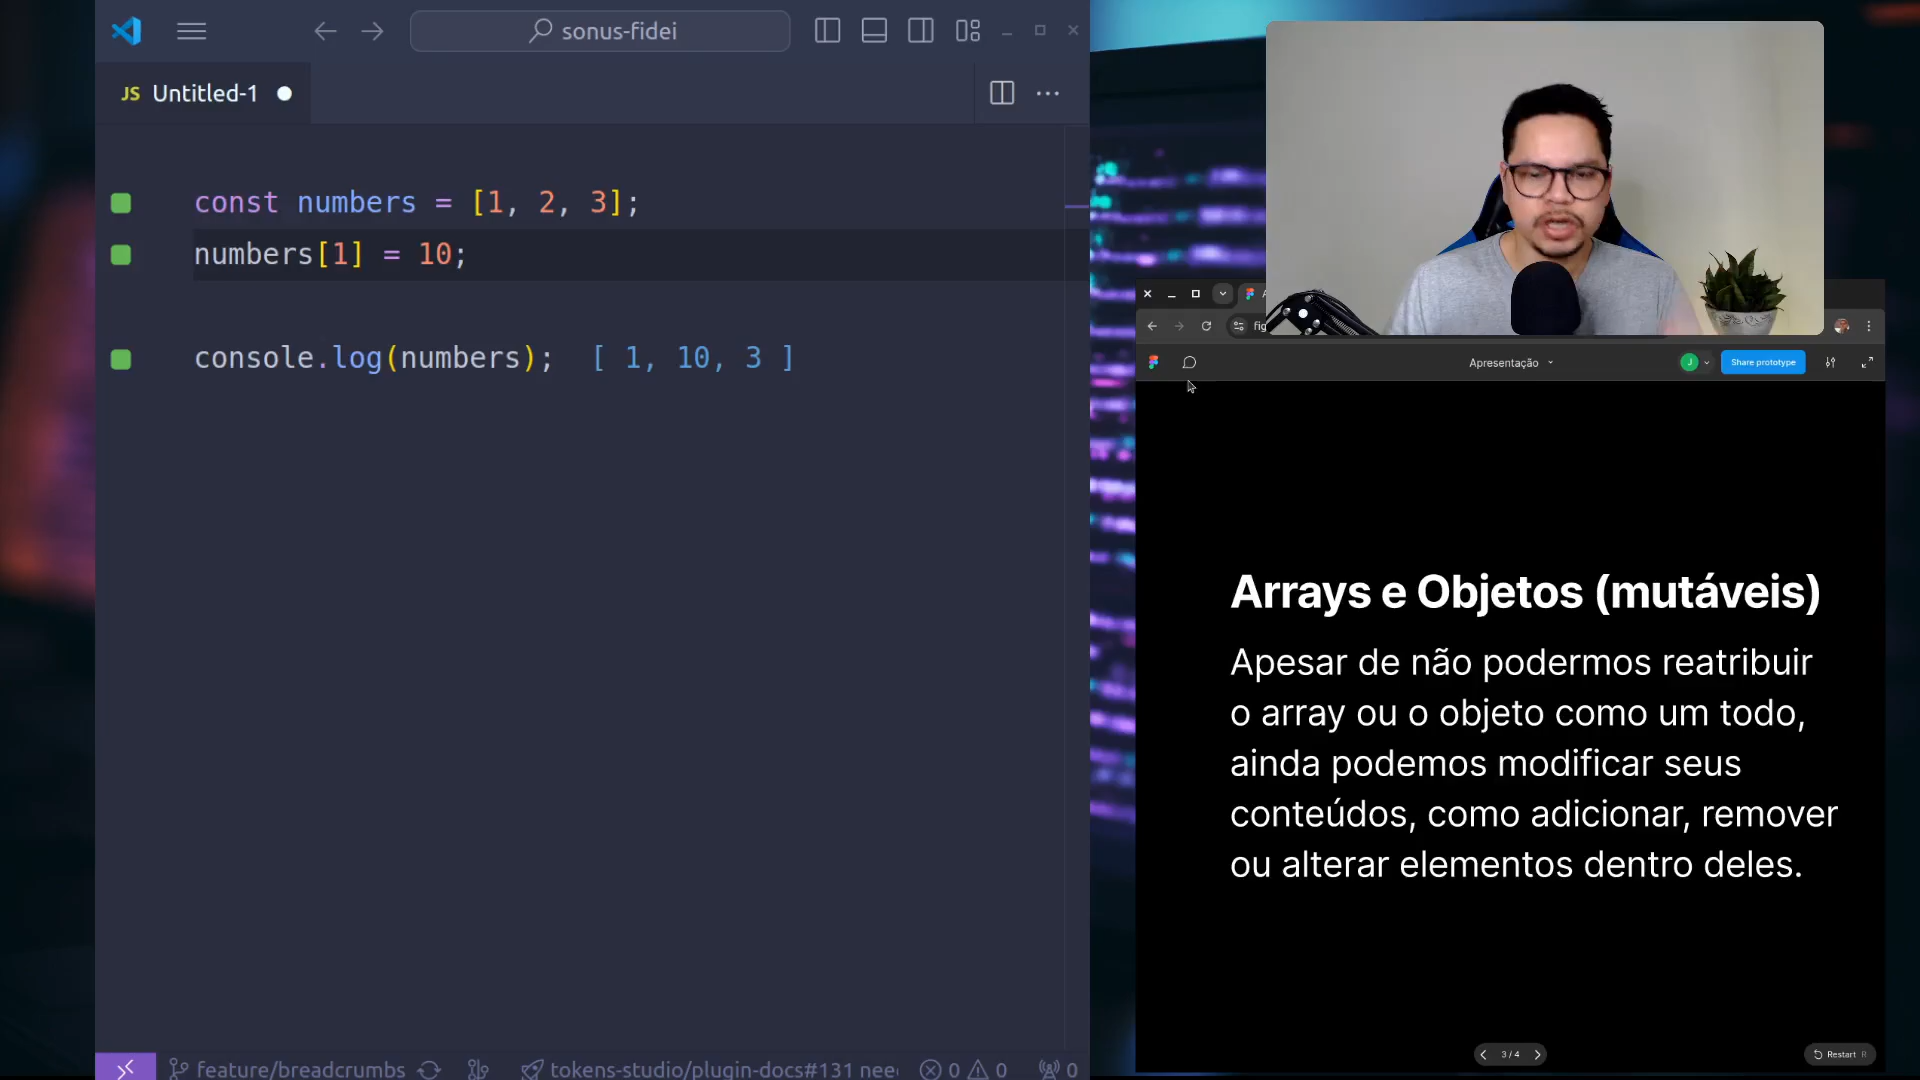 sonus-fidei
JS Untitled-1
const numbers = [1, 2, 3];
numbers[1] = 10;
console.log(numbers); [ 1, 10, 3 ]
feature/breadcrumbs
tokens-studio/plugin-docs#131 nee
0
0
0
fig
Apresentação
J
Share prototype
Arrays e Objetos (mutáveis)
Apesar de não podermos reatribuir
o array ou o objeto como um todo,
ainda podemos modificar seus
conteúdos, como adicionar, remover
ou alterar elementos dentro deles.
3 / 4
Restart R